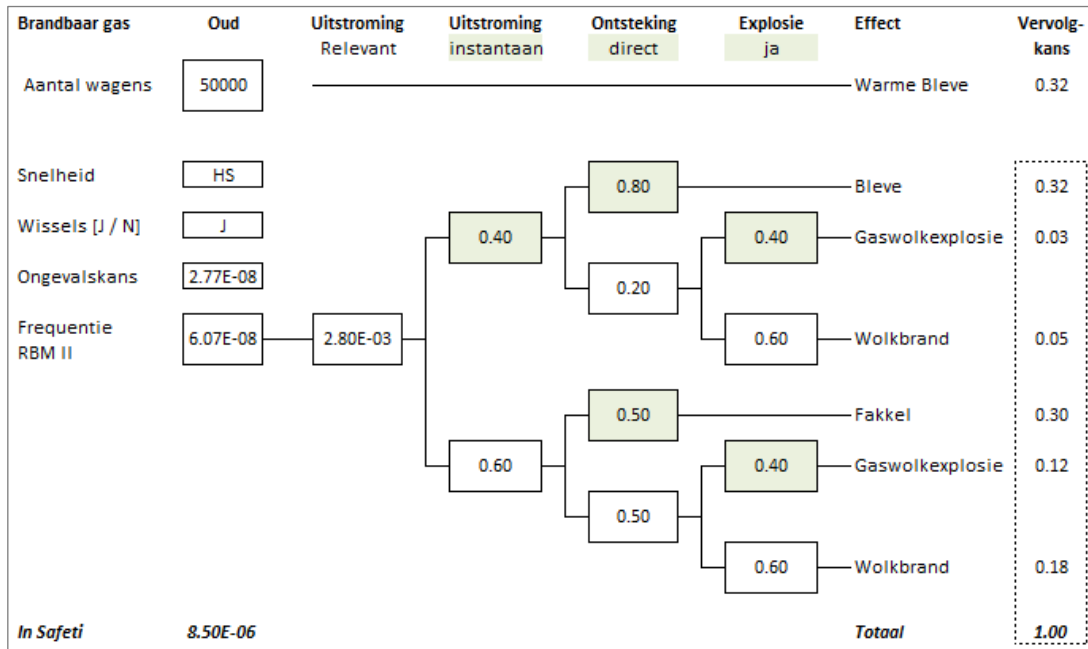 Brandbaar gas Oud Uitstroming Uitstroming Ontsteking Explosie Effect Vervolg-
Relevant instantaan direct ja kans
Aantal wagens 50000 Warme Bleve 0.32
Snelheid HS 0.80 Bleve 0.32
Wissels [J / N] J 0.40 0.40 Gaswolkexplosie 0.03
Ongevalskans 2.77E-08 0.20
Frequentie
RBM II 6.07E-08 2.80E-03 0.60 Wolkbrand 0.05
0.50 Fakkel 0.30
0.60 0.40 Gaswolkexplosie 0.12
0.50
0.60 Wolkbrand 0.18
In Safeti 8.50E-06 Totaal 1.00